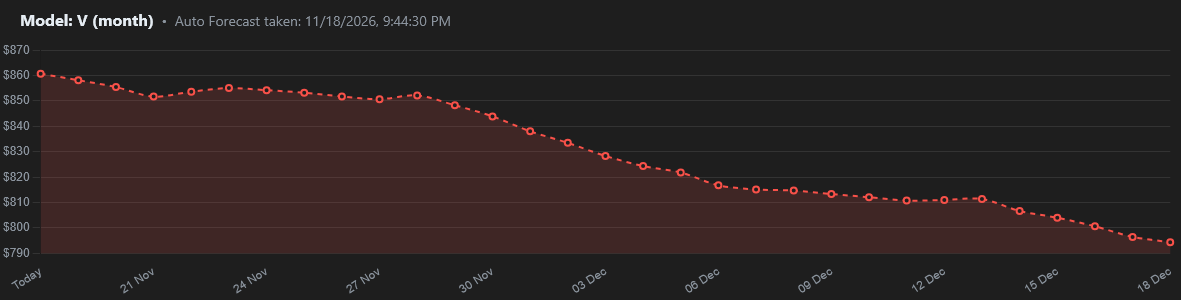 Model: V (month) • Auto Forecast taken: 11/18/2026, 9:44:30 PM
$870
$860
$850
$840
$830
$820
$810
$800
$790
Today
21 Nov
24 Nov
27 Nov
30 Nov
03 Dec
06 Dec
09 Dec
12 Dec
15 Dec
18 Dec